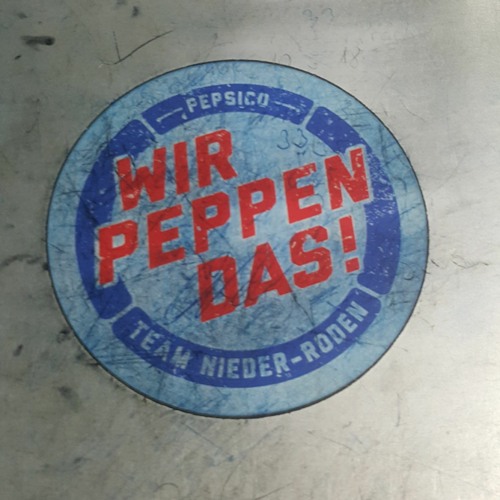 PEPSICO
WIR
PEPPEN
DAS!
TEAM NIEDER-RODEN